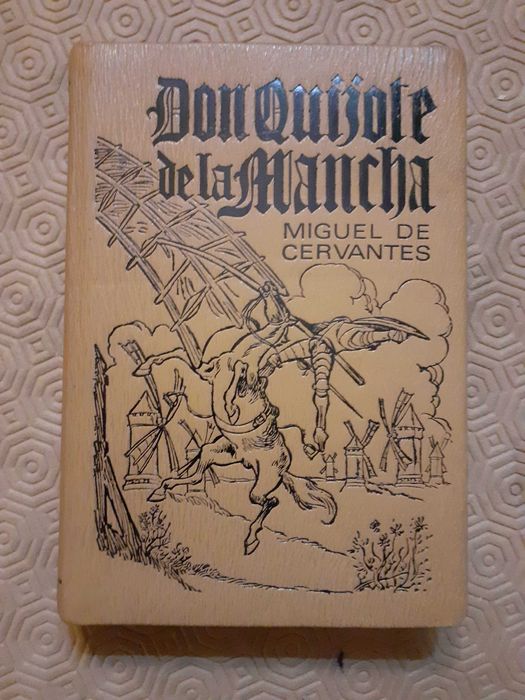 Don Quijote
de la Mancha
MIGUEL DE
CERVANTES